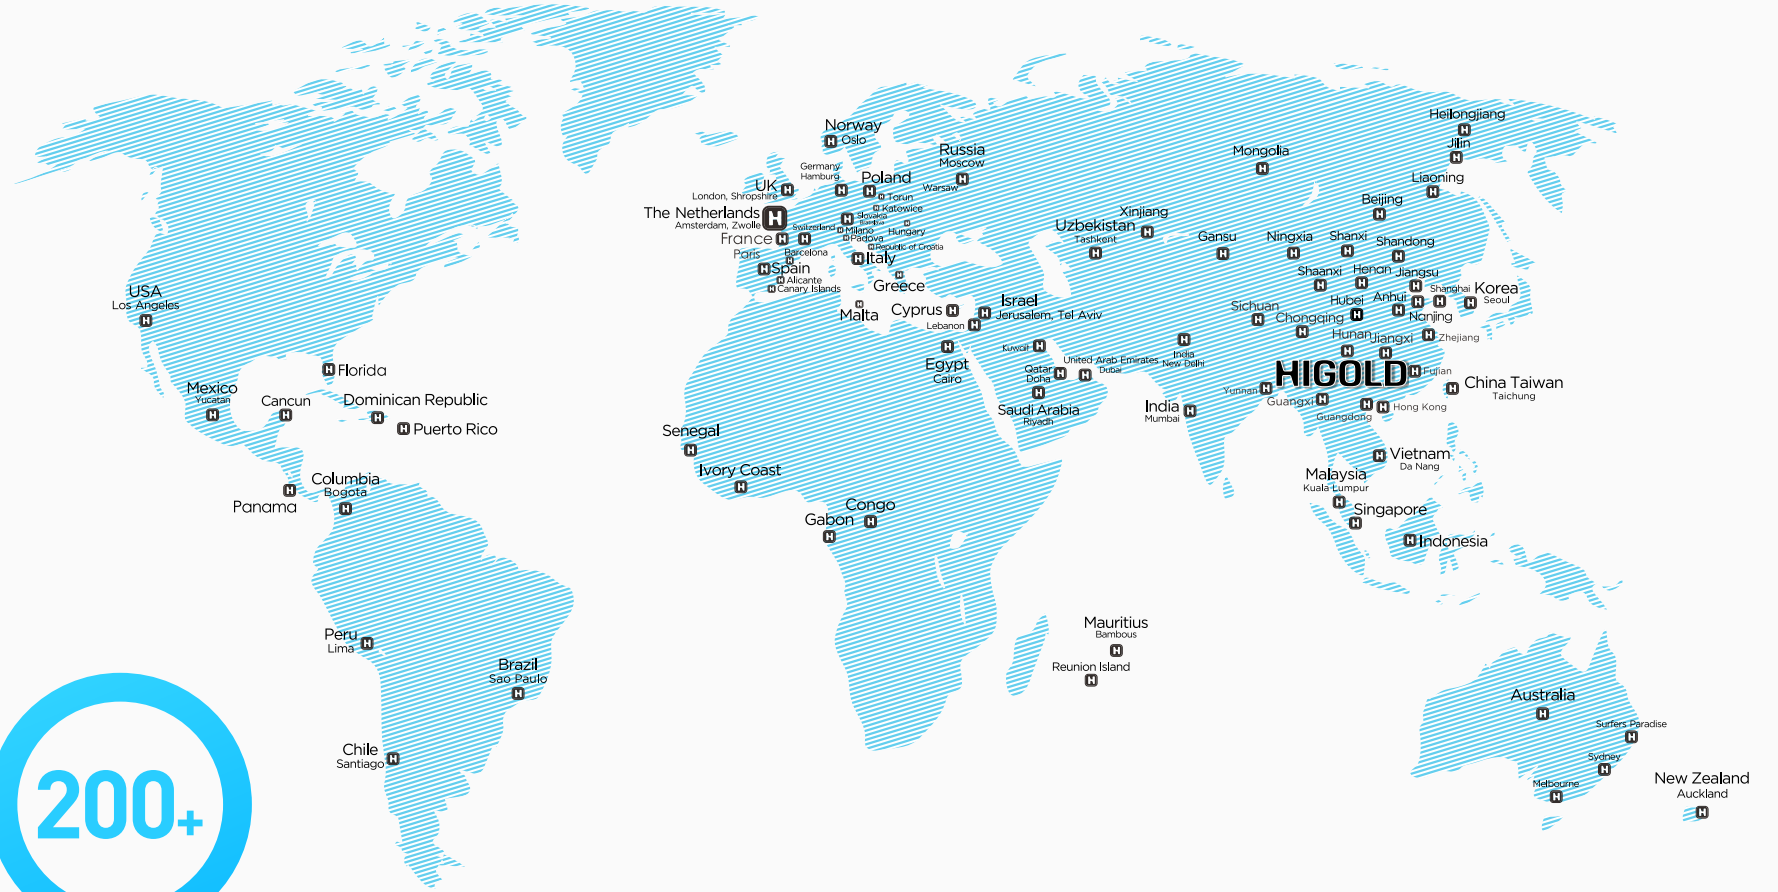 Norway
Oslo
Russia
Moscow
Germany
Hamburg
Poland
Warsaw
Torun
Katowice
UK
London, Shropshire
The Netherlands
Amsterdam, Zwolle
Slovakia
Switzerland
Milano
Padova
Hungary
Republic of Croatia
France
Paris
Barcelona
Spain
Alicante
Canary Islands
Italy
Greece
Malta
Cyprus
Lebanon
Israel
Jerusalem, Tel Aviv
Egypt
Cairo
Kuwait
Qatar
Doha
United Arab Emirates
Dubai
Saudi Arabia
Riyadh
Uzbekistan
Tashkent
Xinjiang
Mongolia
Heilongjiang
Jilin
Liaoning
Beijing
Gansu
Ningxia
Shanxi
Shandong
Shaanxi
Henan
Jiangsu
Shanghai
Korea
Seoul
Sichuan
Chongqing
Hubei
Anhui
Nanjing
Hunan
Jiangxi
Zhejiang
HIGOLD
Fujian
Yunnan
Guangxi
Guangdong
Hong Kong
China Taiwan
Taichung
India
New Delhi
India
Mumbai
Vietnam
Da Nang
Malaysia
Kuala Lumpur
Singapore
Indonesia
USA
Los Angeles
Florida
Mexico
Yucatan
Cancun
Dominican Republic
Puerto Rico
Columbia
Bogota
Panama
Peru
Lima
Brazil
Sao Paulo
Chile
Santiago
Senegal
Ivory Coast
Congo
Gabon
Mauritius
Bambous
Reunion Island
Australia
Surfers Paradise
Sydney
Melbourne
New Zealand
Auckland
200+